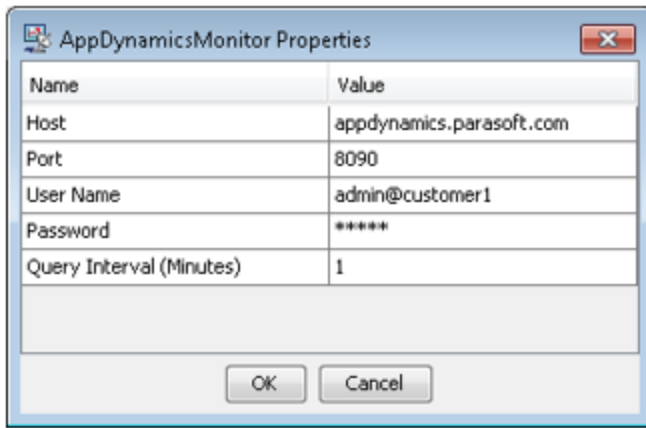 AppDynamicsMonitor Properties
Name Value
Host appdynamics.parasoft.com
Port 8090
User Name admin@customer1
Password *****
Query Interval (Minutes) 1
OK Cancel